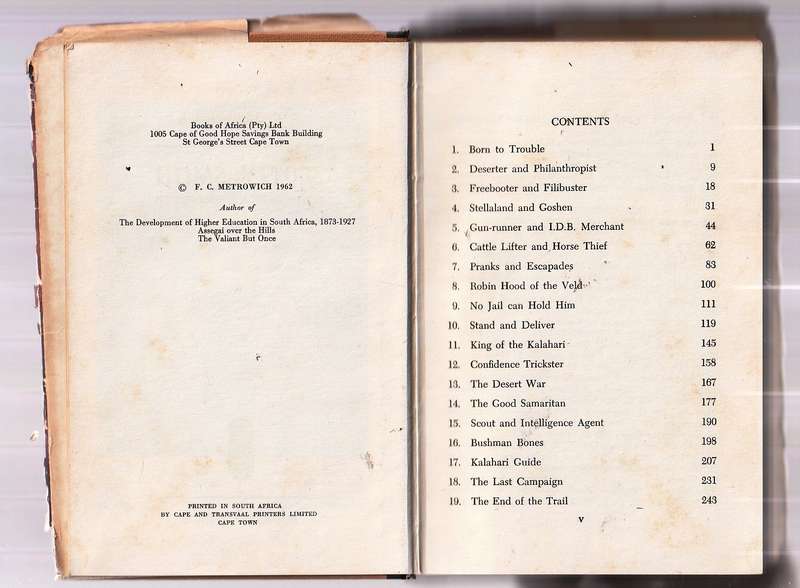 Books of Africa (Pty) Ltd
1005 Cape of Good Hope Savings Bank Building
St George's Street Cape Town
© F. C. METROWICH 1962
Author of
The Development of Higher Education in South Africa, 1873-1927
Assegai over the Hills
The Valiant But Once
PRINTED IN SOUTH AFRICA
BY CAPE AND TRANSVAAL PRINTERS LIMITED
CAPE TOWN
CONTENTS
1. Born to Trouble 1
2. Deserter and Philanthropist 9
3. Freebooter and Filibuster 18
4. Stellaland and Goshen 31
5. Gun-runner and I.D.B. Merchant 44
6. Cattle Lifter and Horse Thief 62
7. Pranks and Escapades 83
8. Robin Hood of the Veld 100
9. No Jail can Hold Him 111
10. Stand and Deliver 119
11. King of the Kalahari 145
12. Confidence Trickster 158
13. The Desert War 167
14. The Good Samaritan 177
15. Scout and Intelligence Agent 190
16. Bushman Bones 198
17. Kalahari Guide 207
18. The Last Campaign 231
19. The End of the Trail 243
v